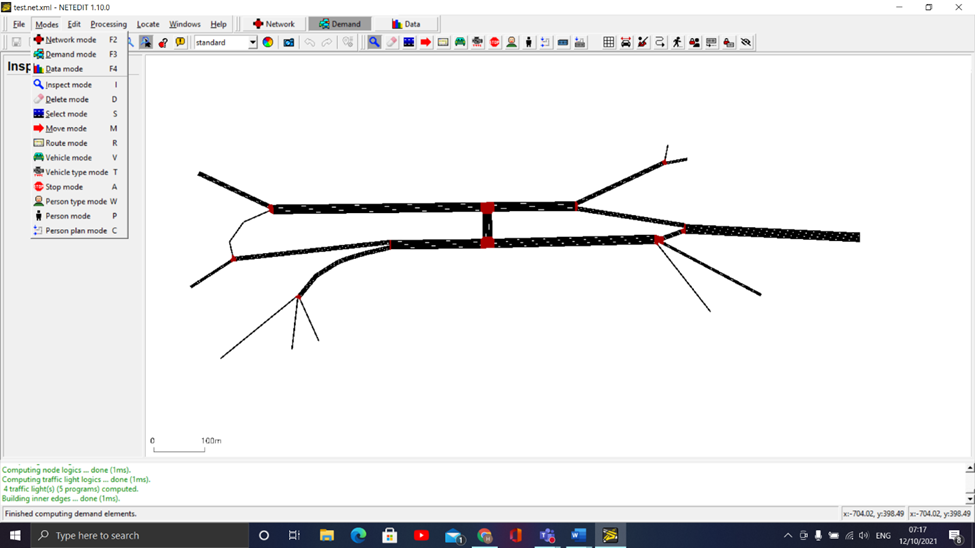 test.net.xml - NETEDIT 1.10.0
File Modes Edit Processing Locate Windows Help Network Demand Data
standard
Network mode F2
Demand mode F3
Data mode F4
Inspect mode I
Delete mode D
Select mode S
Move mode M
Route mode R
Vehicle mode V
Vehicle type mode T
Stop mode A
Person type mode W
Person mode P
Person plan mode C
0 100m
Computing node logics ... done (1ms).
Computing traffic light logics ... done (1ms).
4 traffic light(s) (5 programs) computed.
Building inner edges ... done (1ms).
Finished computing demand elements.
x:-704.02, y:398.49 x:-704.02, y:398.49
Type here to search
ENG
07:17
12/10/2021